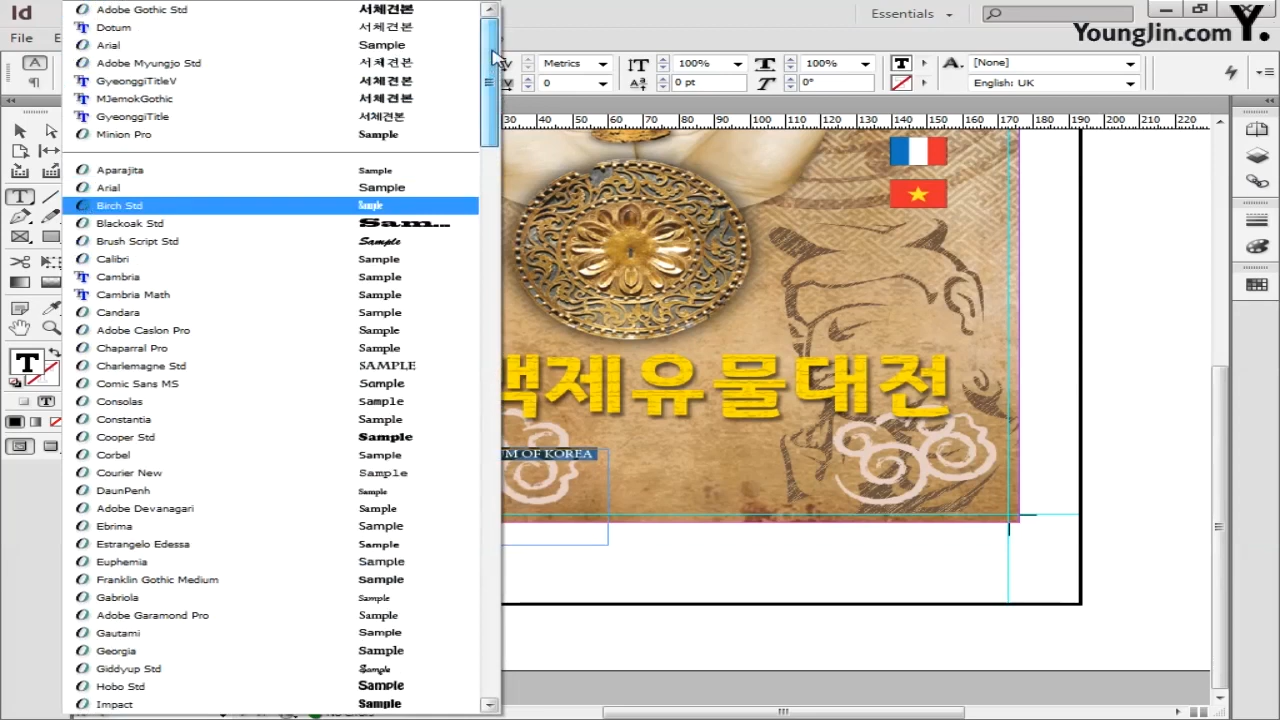 Id
Essentials
YoungJin.com Y.
File
Metrics
100%
100%
[None]
0
0 pt
0°
English: UK
30 40 50 60 70 80 90 100 110 120 130 140 150 160 170 180 190 200 210 220
Adobe Gothic Std 서체견본
Dotum 서체견본
Arial Sample
Adobe Myungjo Std 서체견본
GyeonggiTitleV 서체견본
MJemokGothic 서체견본
GyeonggiTitle 서체견본
Minion Pro Sample
Aparajita Sample
Arial Sample
Birch Std Sample
Blackoak Std Sam...
Brush Script Std Sample
Calibri Sample
Cambria Sample
Cambria Math Sample
Candara Sample
Adobe Caslon Pro Sample
Chaparral Pro Sample
Charlemagne Std SAMPLE
Comic Sans MS Sample
Consolas Sample
Constantia Sample
Cooper Std Sample
Corbel Sample
Courier New Sample
DaunPenh Sample
Adobe Devanagari Sample
Ebrima Sample
Estrangelo Edessa Sample
Euphemia Sample
Franklin Gothic Medium Sample
Gabriola Sample
Adobe Garamond Pro Sample
Gautami Sample
Georgia Sample
Giddyup Std Sample
Hobo Std Sample
Impact Sample
제유물대전
UM OF KOREA